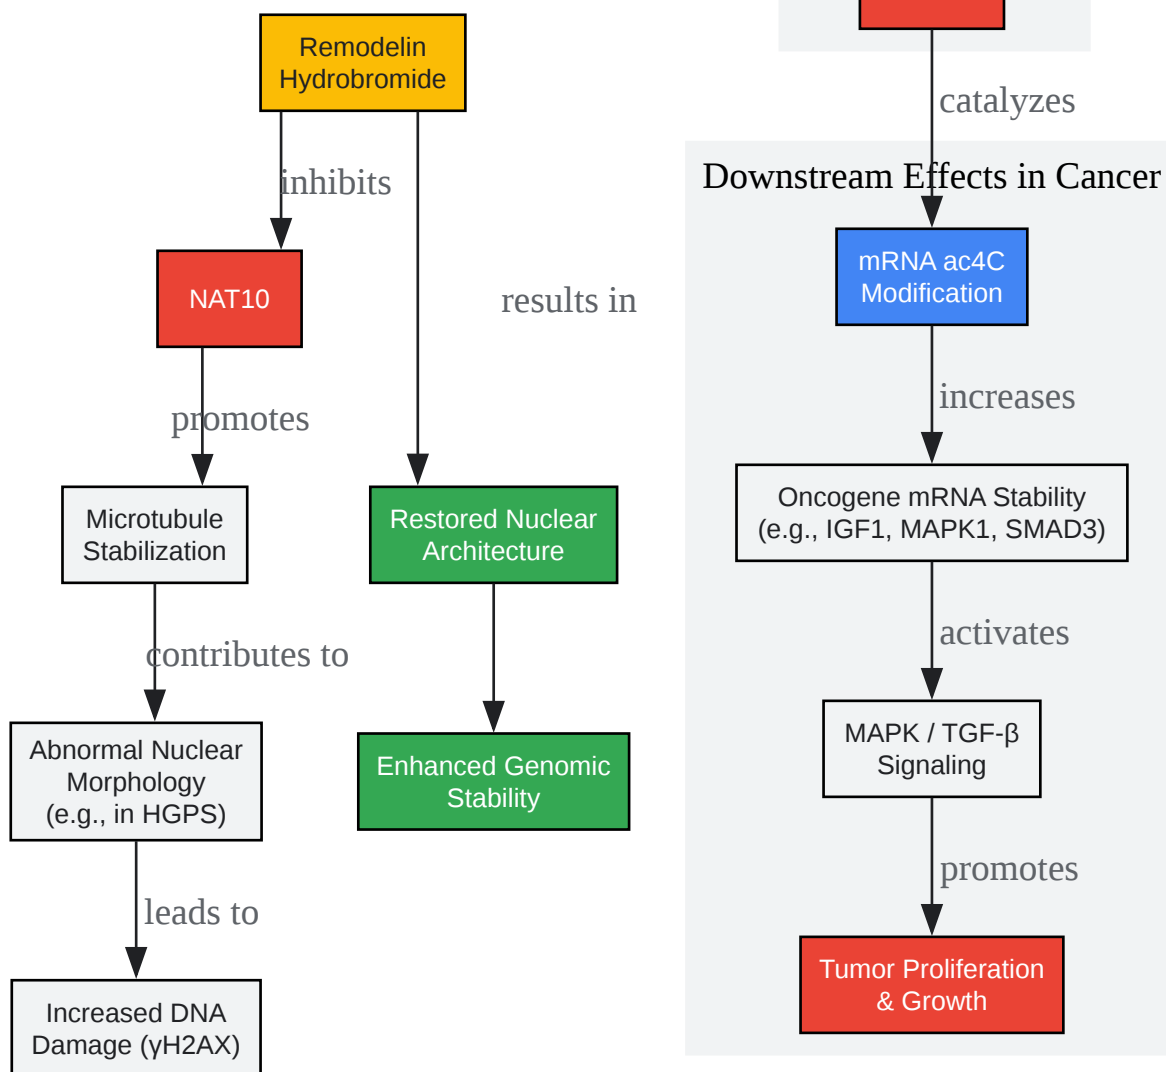 Remodelin
Hydrobromide
inhibits
results in
NAT10
promotes
Microtubule
Stabilization
Restored Nuclear
Architecture
contributes to
Abnormal Nuclear
Morphology
(e.g., in HGPS)
Enhanced Genomic
Stability
leads to
Increased DNA
Damage (γH2AX)
catalyzes
Downstream Effects in Cancer
mRNA ac4C
Modification
increases
Oncogene mRNA Stability
(e.g., IGF1, MAPK1, SMAD3)
activates
MAPK / TGF-β
Signaling
promotes
Tumor Proliferation
& Growth